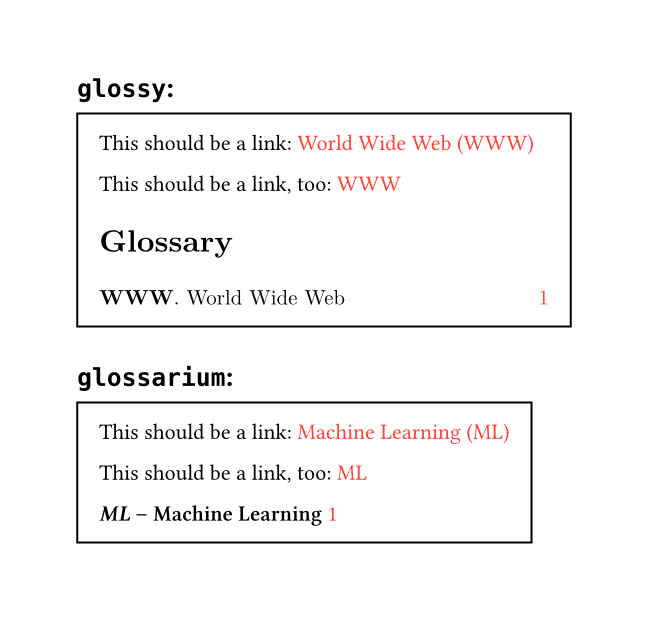 glossy:
This should be a link: World Wide Web (WWW)
This should be a link, too: WWW
Glossary
WWW. World Wide Web 1
glossarium:
This should be a link: Machine Learning (ML)
This should be a link, too: ML
ML – Machine Learning 1